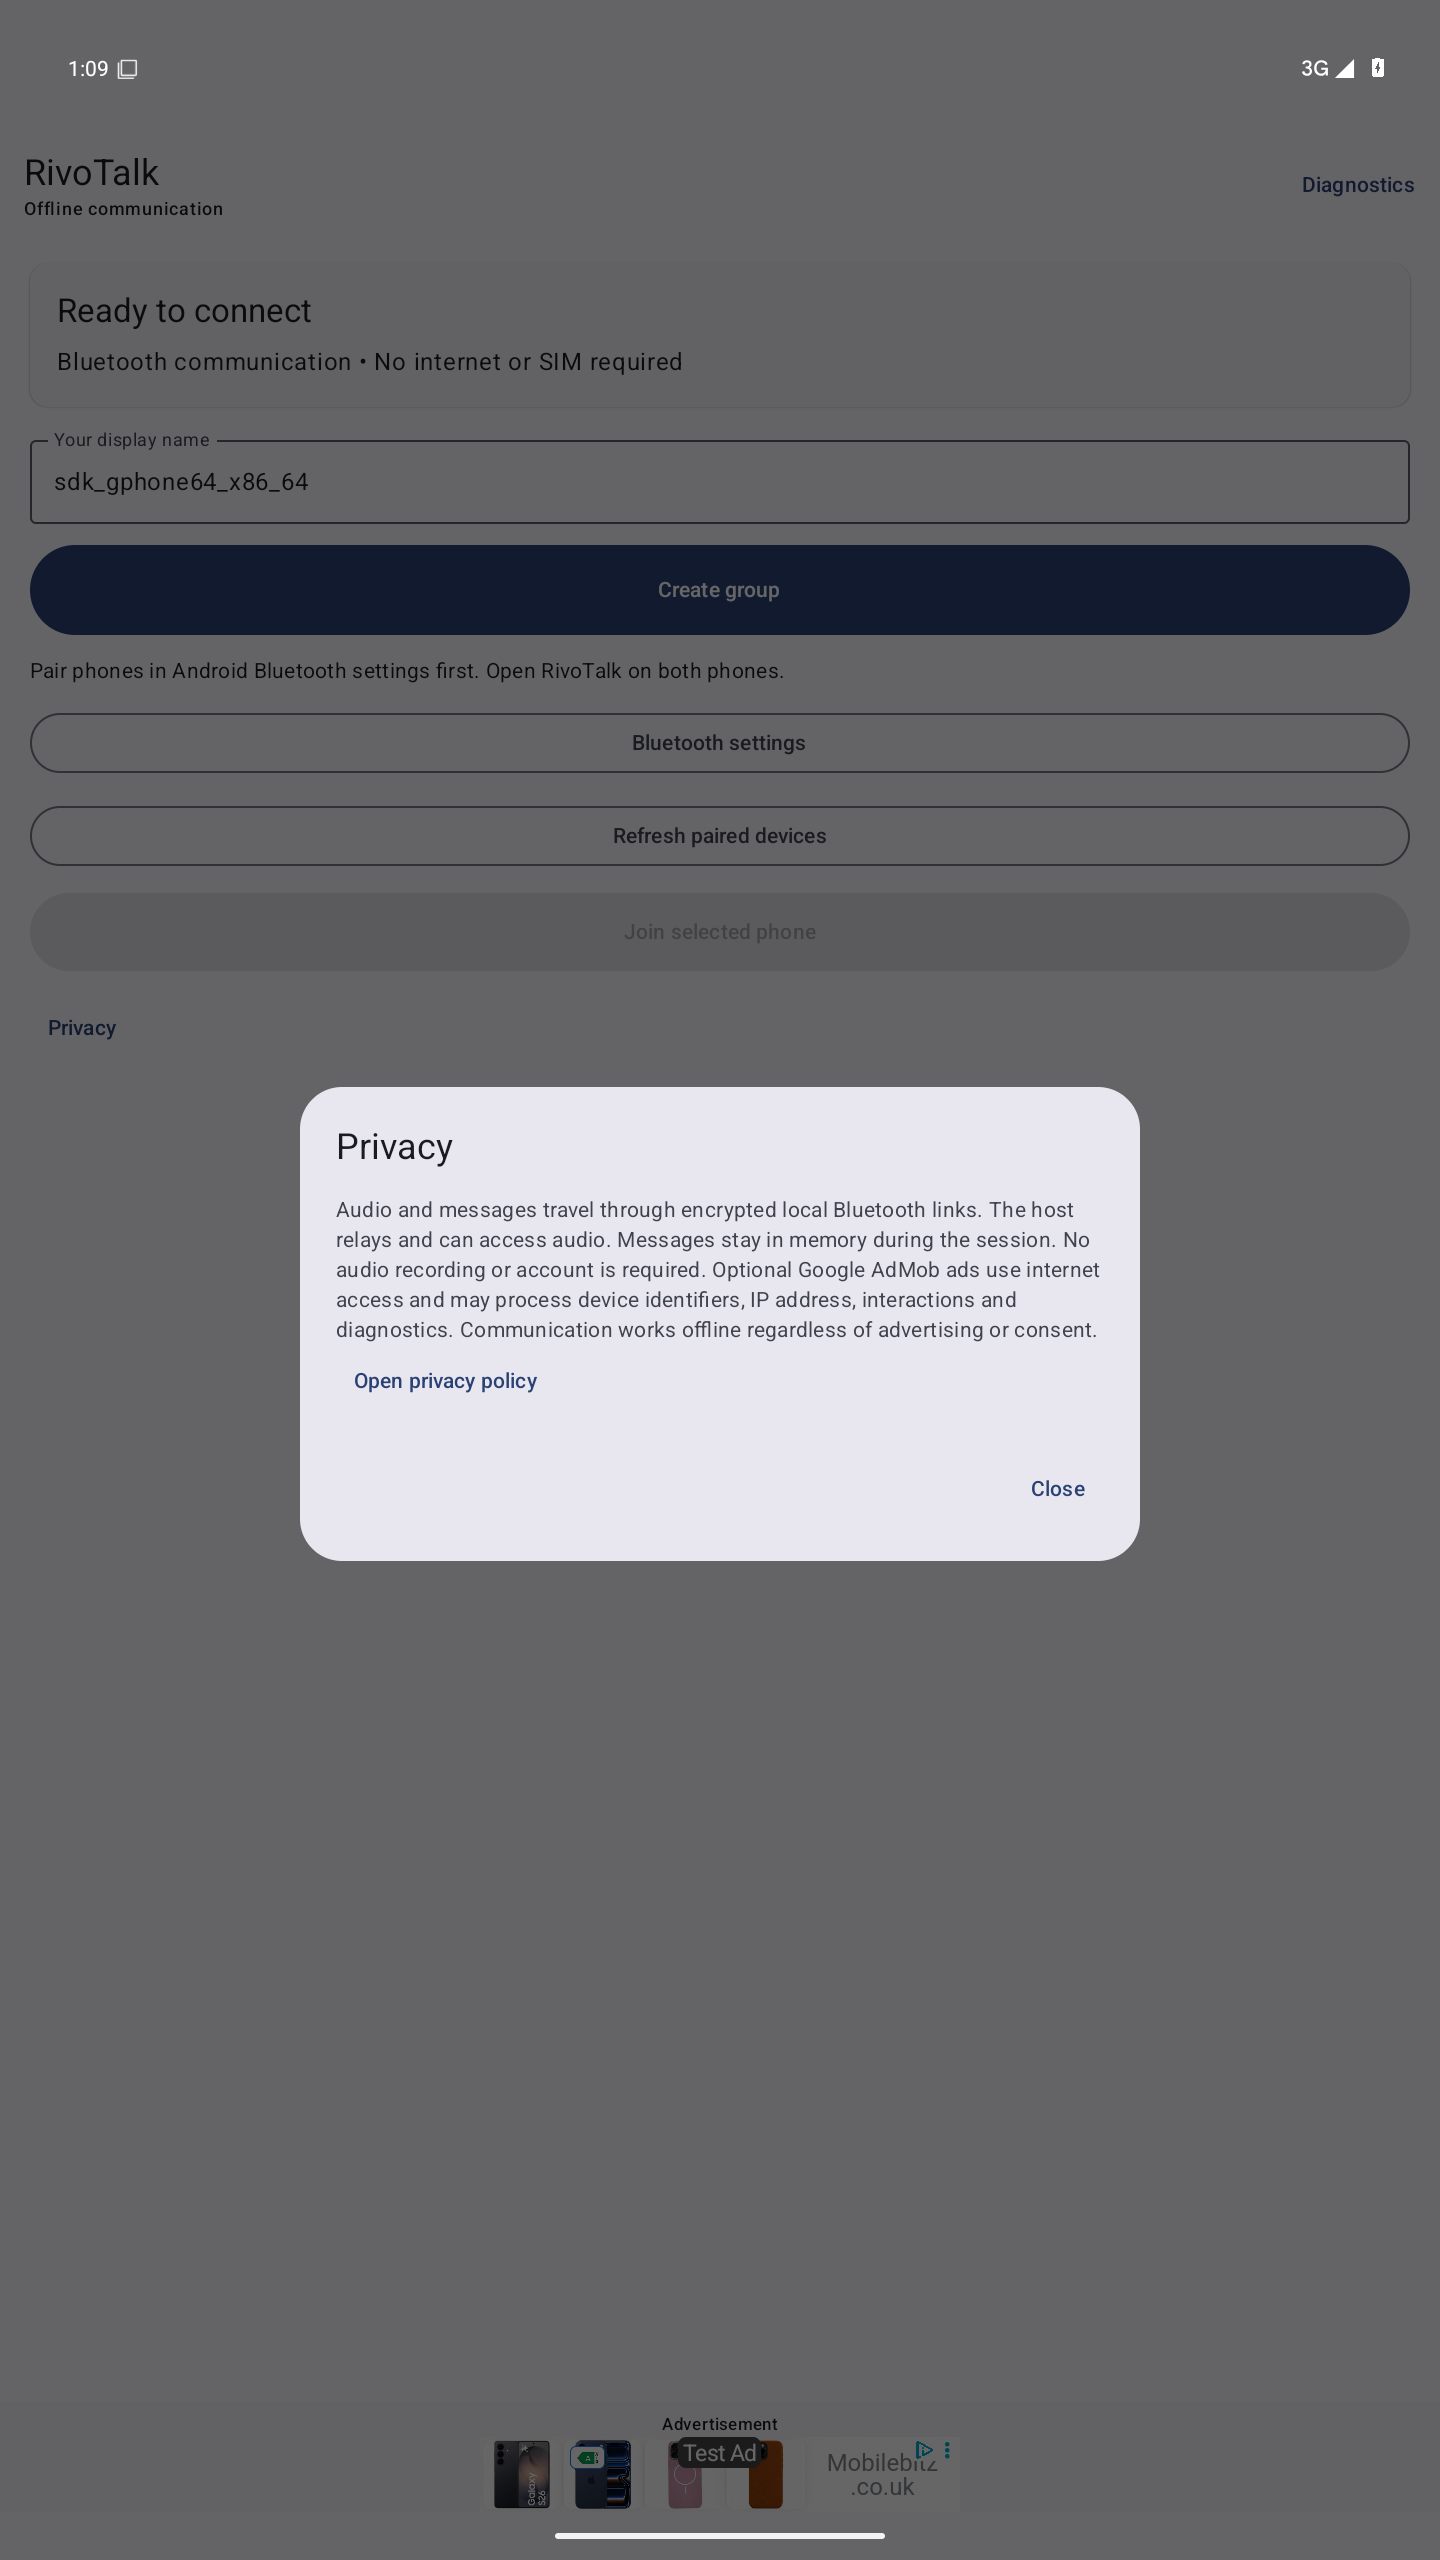 1:09
3G
RivoTalk
Offline communication
Diagnostics
Ready to connect
Bluetooth communication • No internet or SIM required
Your display name
sdk_gphone64_x86_64
Create group
Pair phones in Android Bluetooth settings first. Open RivoTalk on both phones.
Bluetooth settings
Refresh paired devices
Join selected phone
Privacy
Privacy
Audio and messages travel through encrypted local Bluetooth links. The host
relays and can access audio. Messages stay in memory during the session. No
audio recording or account is required. Optional Google AdMob ads use internet
access and may process device identifiers, IP address, interactions and
diagnostics. Communication works offline regardless of advertising or consent.
Open privacy policy
Close
Advertisement
Test Ad
Galaxy
S26
A
Mobilebitz
.co.uk